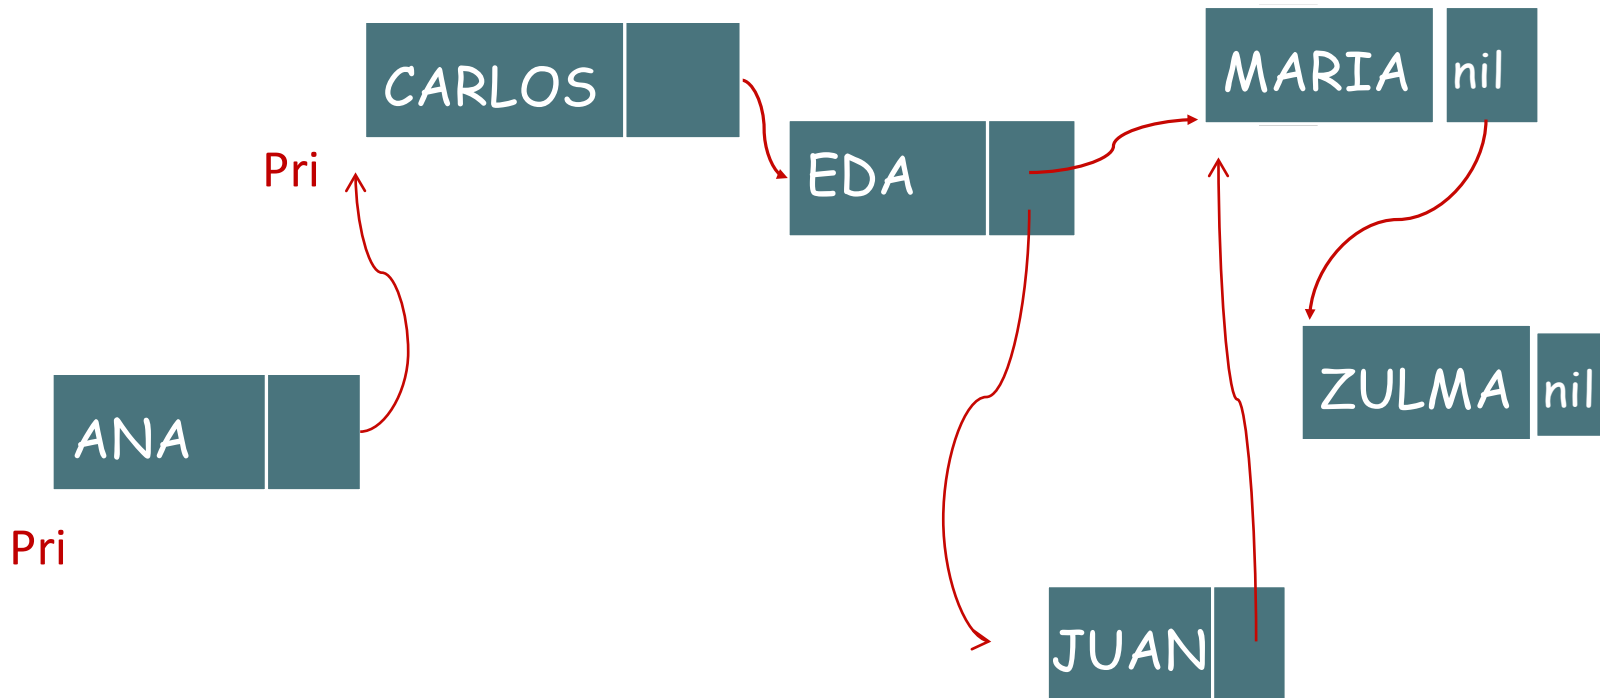 CARLOS
MARIA nil
Pri
EDA
ANA
ZULMA nil
Pri
JUAN